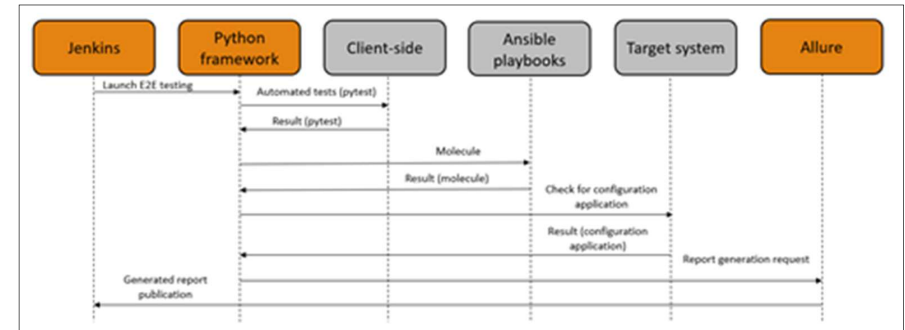 Jenkins
Python
framework
Client-side
Ansible
playbooks
Target system
Allure
Launch E2E testing
Automated tests (pytest)
Result (pytest)
Molecule
Result (molecule)
Check for configuration
application
Result (configuration
application)
Report generation request
Generated report
publication